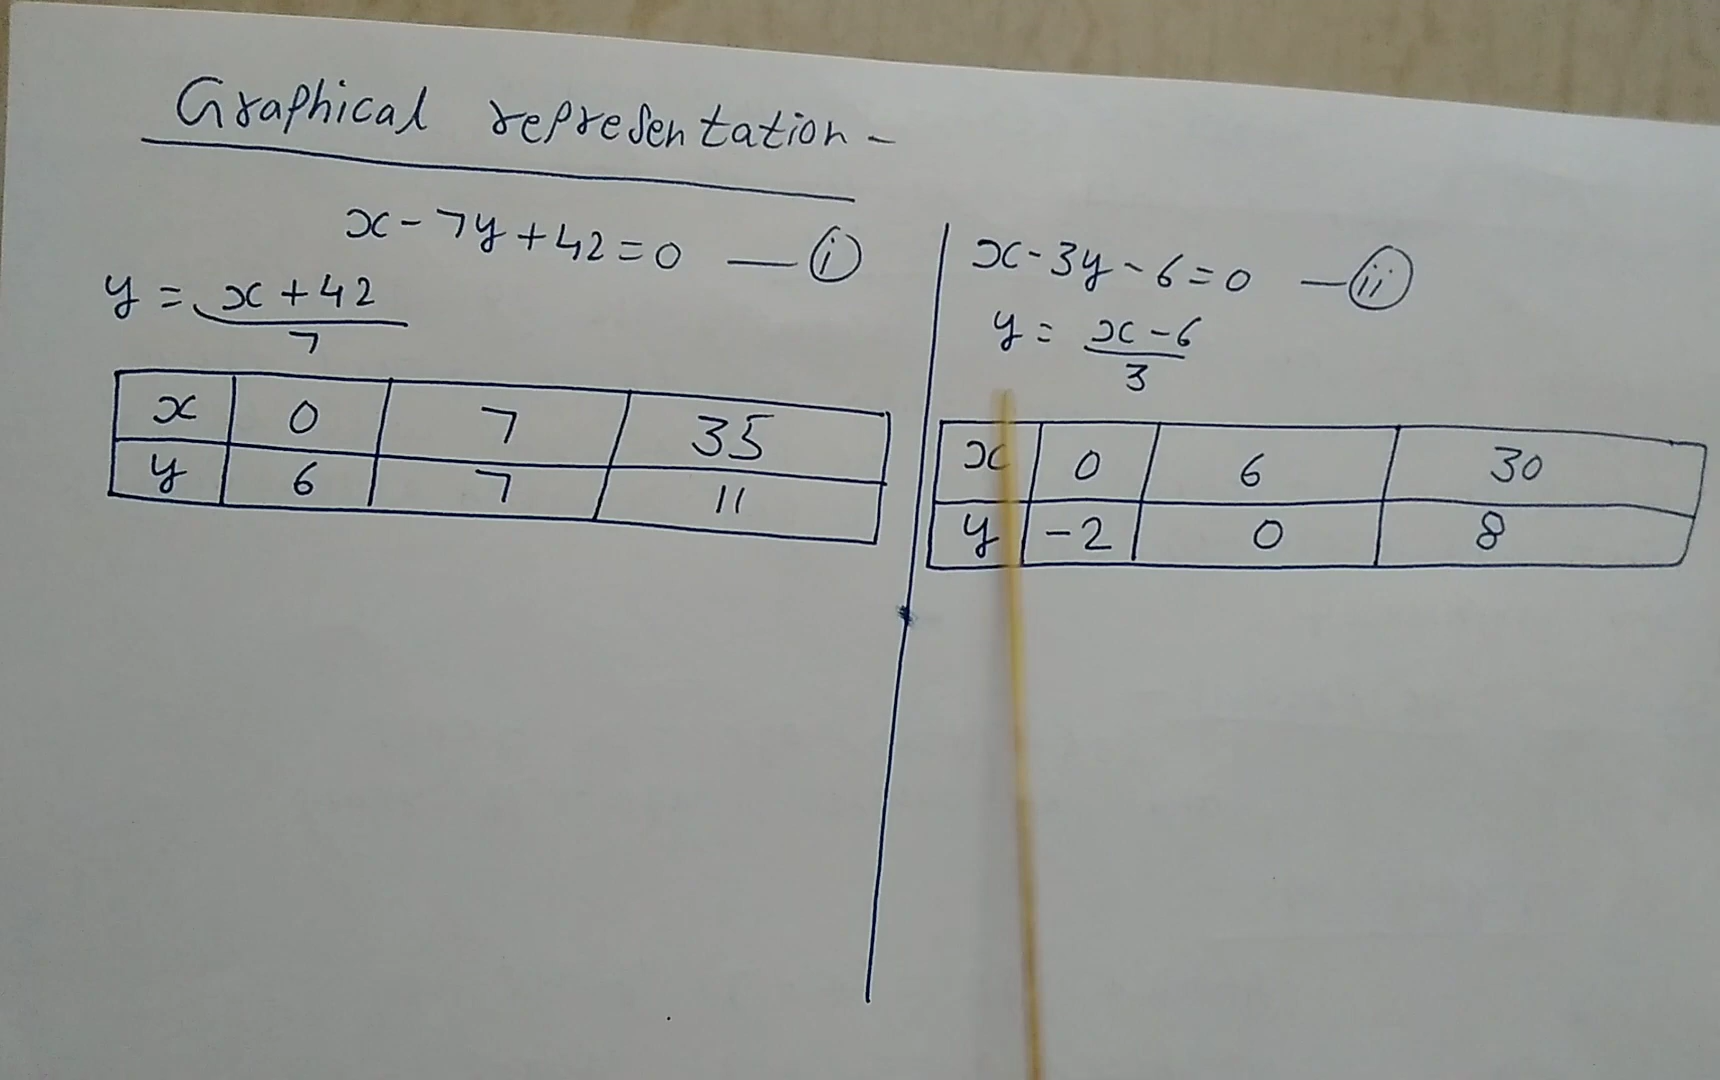 Graphical representation -
x - 7y + 42 = 0 — (i)
y = x + 42
7
x 0 7 35
y 6 7 11
x - 3y - 6 = 0 — (ii)
y = x - 6
3
x 0 6 30
y -2 0 8